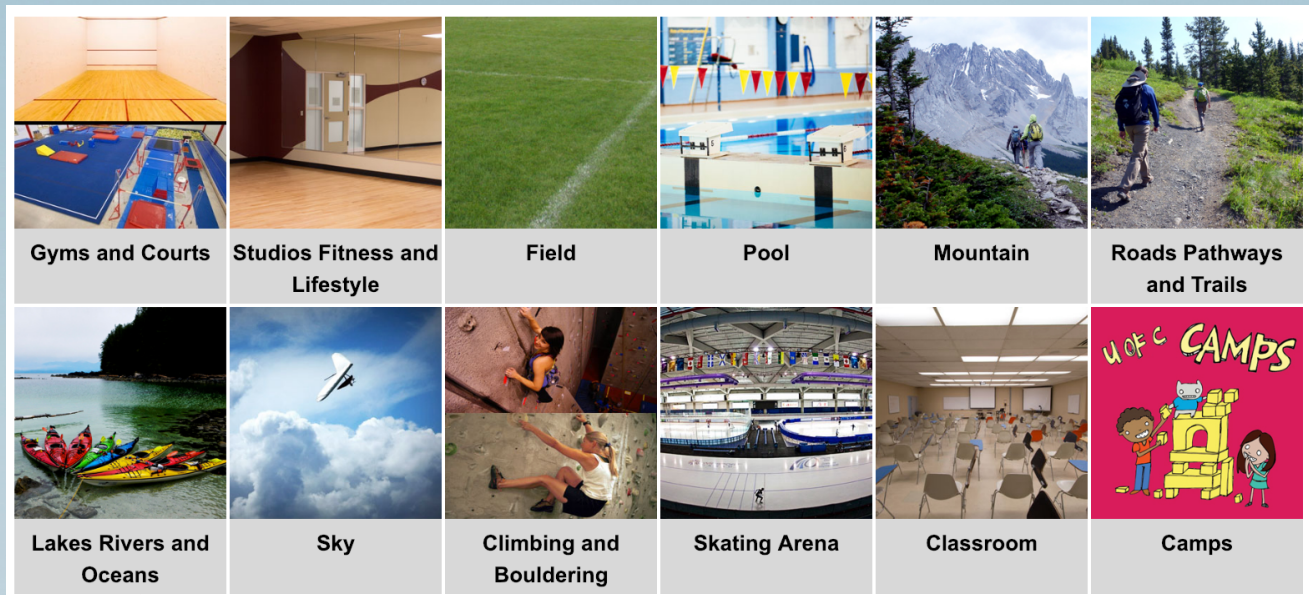 Gyms and Courts
Studios Fitness and
Lifestyle
Field
Pool
Mountain
Roads Pathways
and Trails
U OF C CAMPS
Lakes Rivers and
Oceans
Sky
Climbing and
Bouldering
Skating Arena
Classroom
Camps